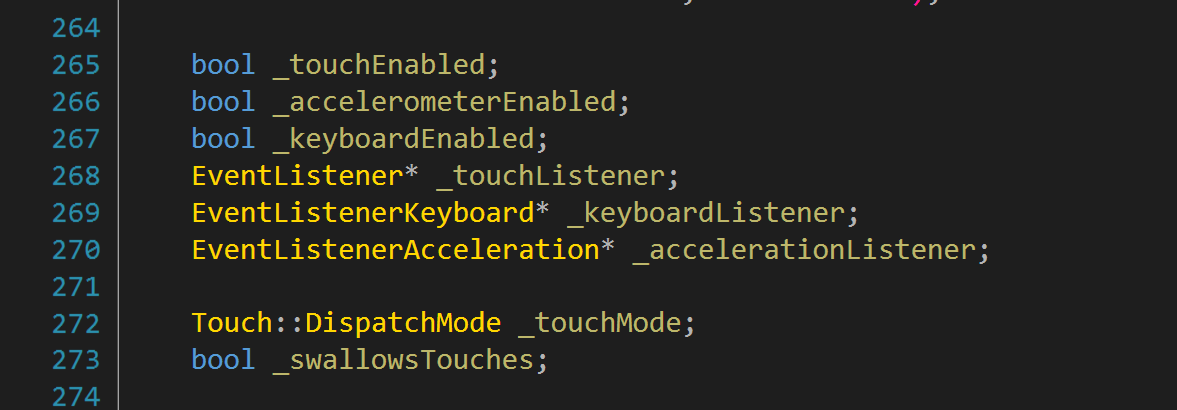 264
265 bool _touchEnabled;
266 bool _accelerometerEnabled;
267 bool _keyboardEnabled;
268 EventListener* _touchListener;
269 EventListenerKeyboard* _keyboardListener;
270 EventListenerAcceleration* _accelerationListener;
271
272 Touch::DispatchMode _touchMode;
273 bool _swallowsTouches;
274